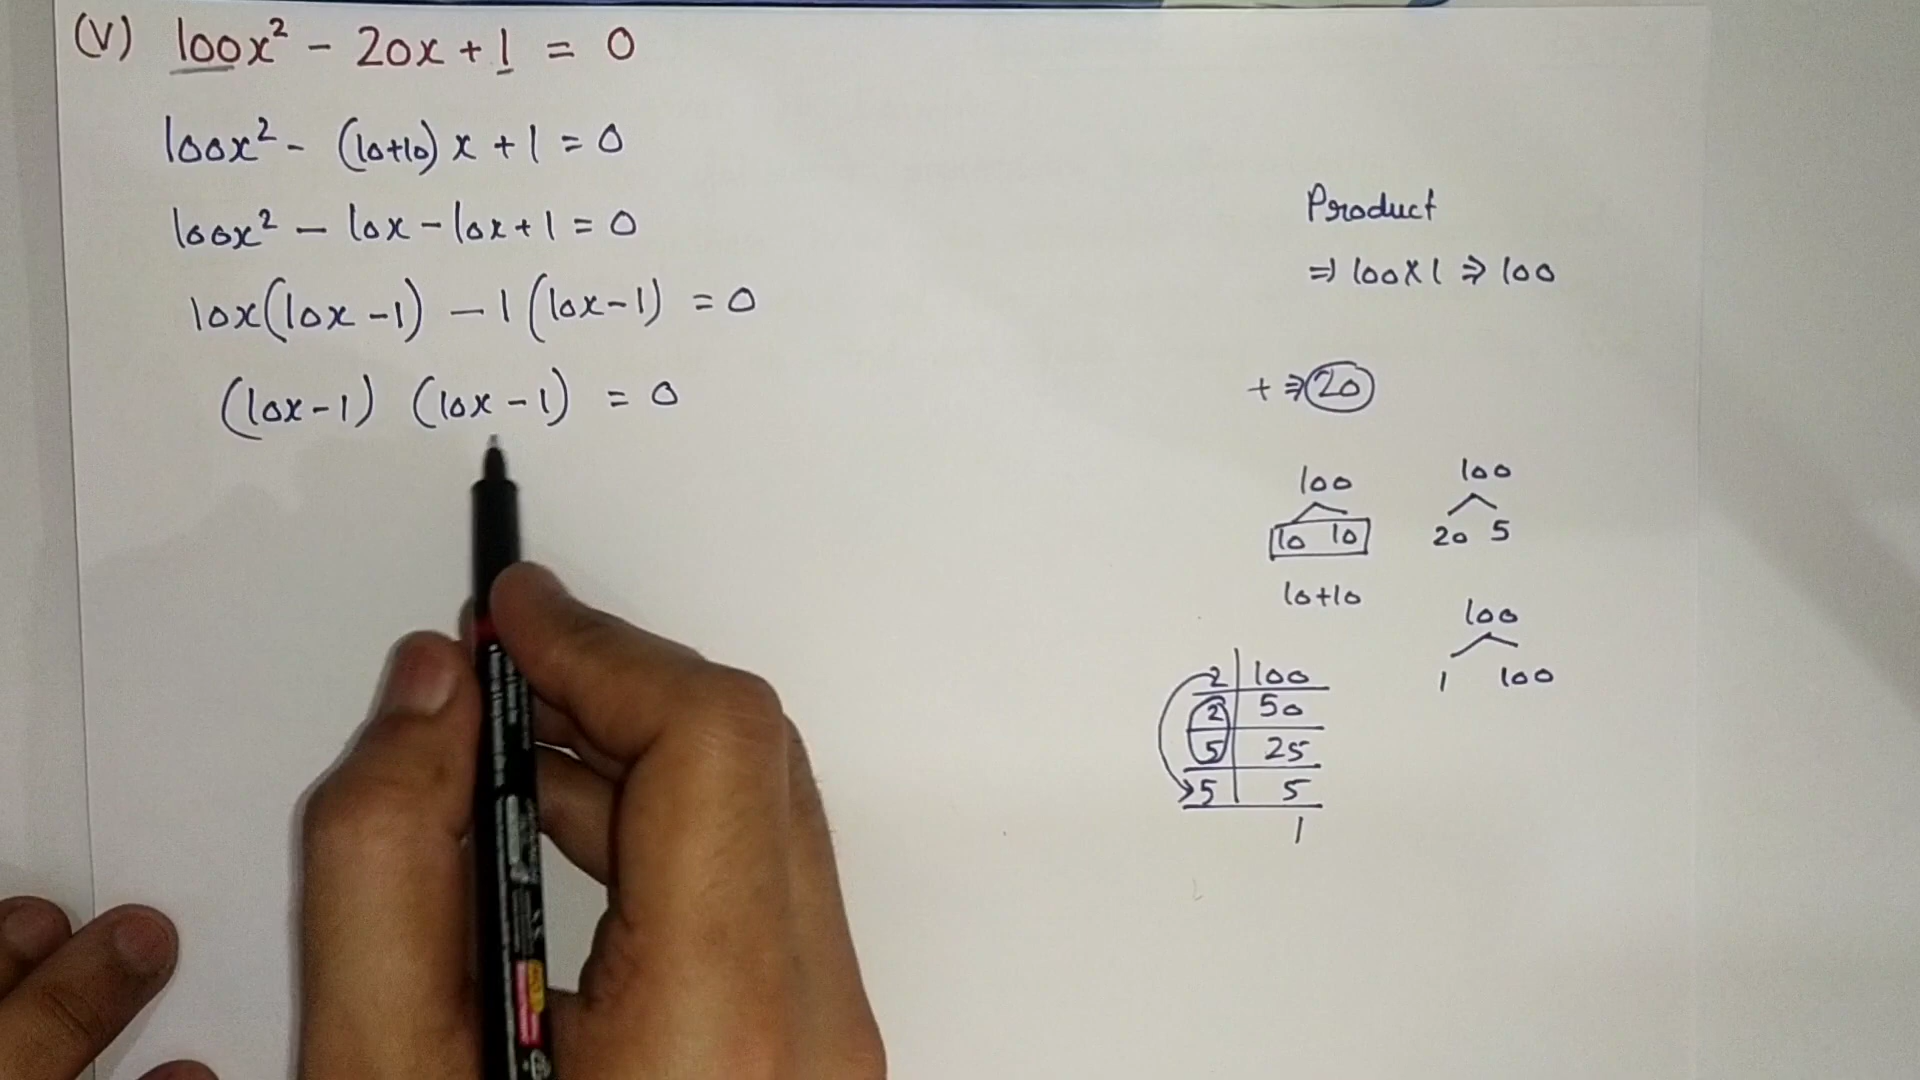 (V) 100x² - 20x + 1 = 0
100x² - (10+10) x + 1 = 0
100x² - 10x - 10x + 1 = 0
10x(10x - 1) - 1 (10x - 1) = 0
(10x - 1) (10x - 1) = 0
Product
⇒ 100 × 1 ⇒ 100
+ ⇒ 20
100
10 10
10+10
100
20 5
100
1 100
2 | 100
2 | 50
5 | 25
5 | 5
1